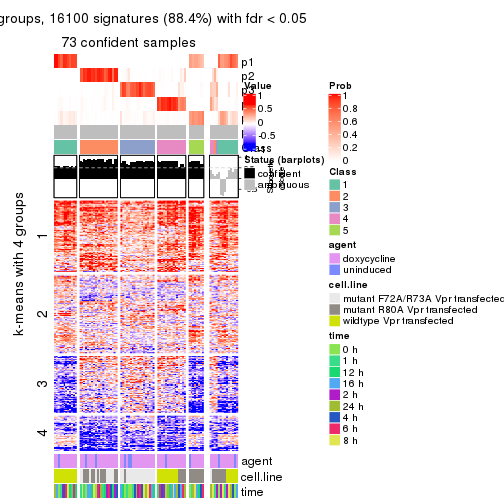 groups, 16100 signatures (88.4%) with fdr < 0.05
73 confident samples
p1
p2
Value
1
0.5
0
-0.5
Prob
1
0.8
0.6
0.4
0.2
0
Status (barplots)
confident
ambiguous
Class
1
2
3
4
5
agent
doxycycline
uninduced
cell.line
mutant F72A/R73A Vpr transfected
mutant R80A Vpr transfected
wildtype Vpr transfected
time
0 h
1 h
12 h
16 h
2 h
24 h
4 h
6 h
8 h
k-means with 4 groups
1
2
3
4
agent
cell.line
time